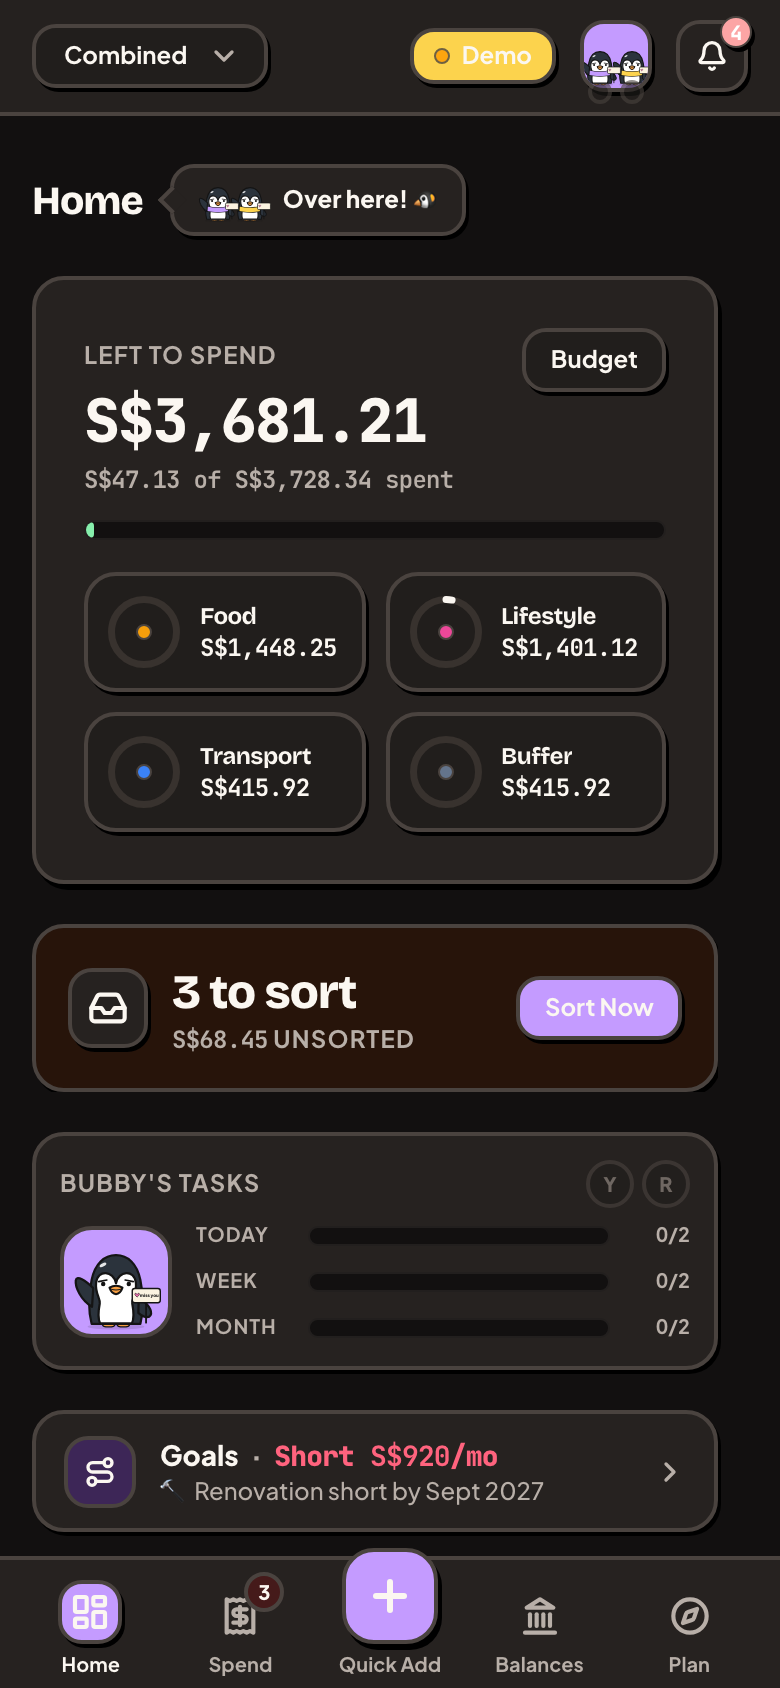 Combined
Demo
4
Home
Over here!
LEFT TO SPEND
Budget
S$3,681.21
S$47.13 of S$3,728.34 spent
Food
S$1,448.25
Lifestyle
S$1,401.12
Transport
S$415.92
Buffer
S$415.92
3 to sort
S$68.45 UNSORTED
Sort Now
BUBBY'S TASKS
Y R
TODAY 0/2
WEEK 0/2
MONTH 0/2
miss you
Goals · Short S$920/mo
Renovation short by Sept 2027
3
Home
Spend
Quick Add
Balances
Plan